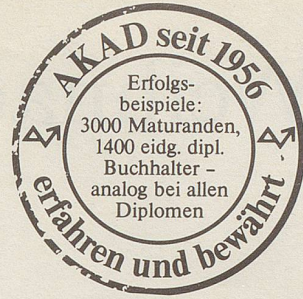 AKAD seit 1956
Erfolgs-
beispiele:
3000 Maturanden,
1400 eidg. dipl.
Buchhalter –
analog bei allen
Diplomen
erfahren und bewährt